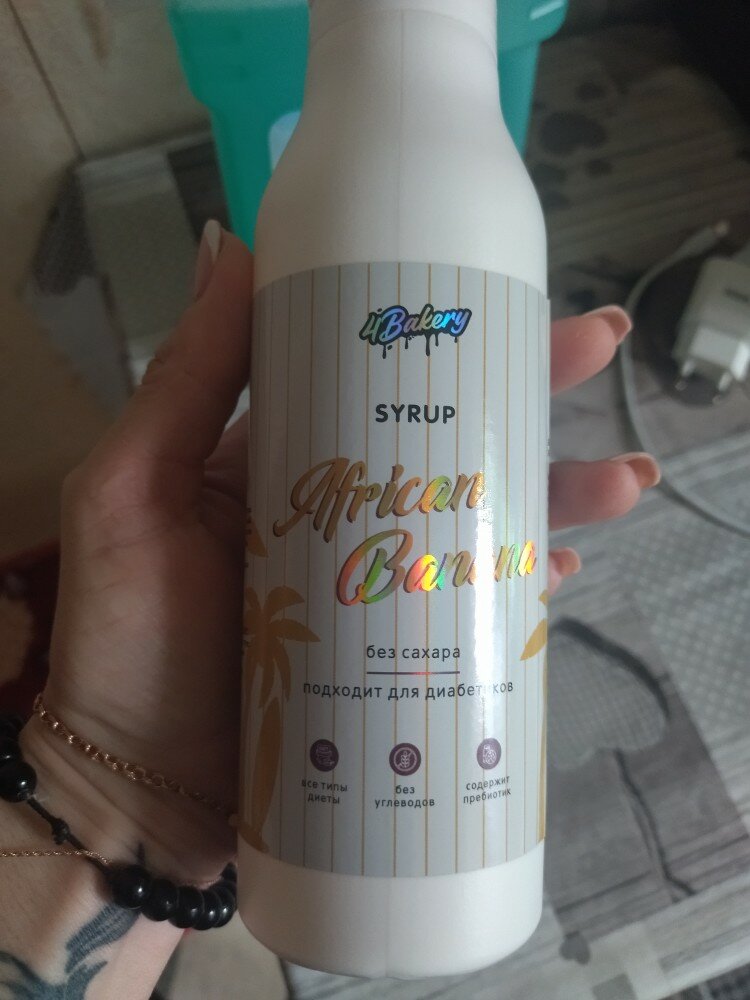 4Bakery
SYRUP
African
Banana
без сахара
подходит для диабетиков
все типы
диеты
без
углеводов
содержит
пребиотик